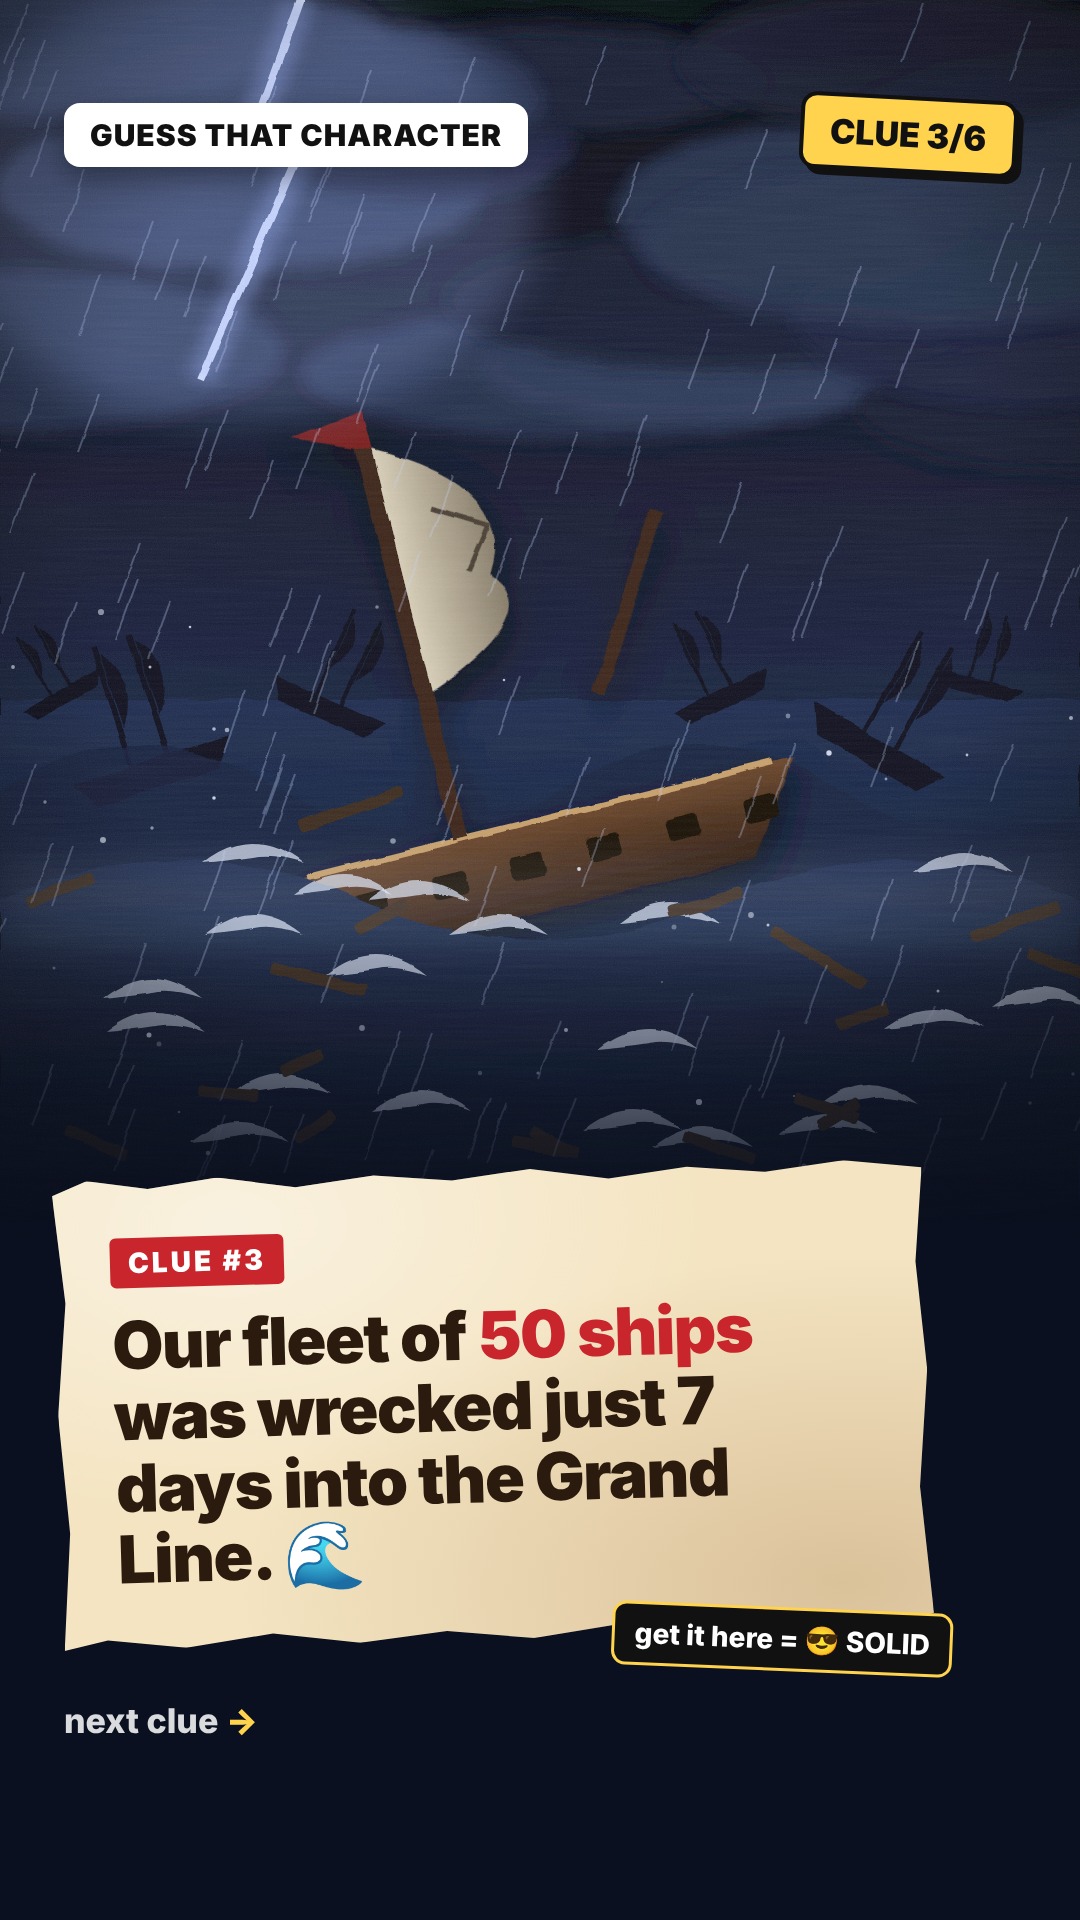 GUESS THAT CHARACTER
CLUE 3/6
7
CLUE #3
Our fleet of 50 ships
was wrecked just 7
days into the Grand
Line. 🌊
get it here = 😎 SOLID
next clue →